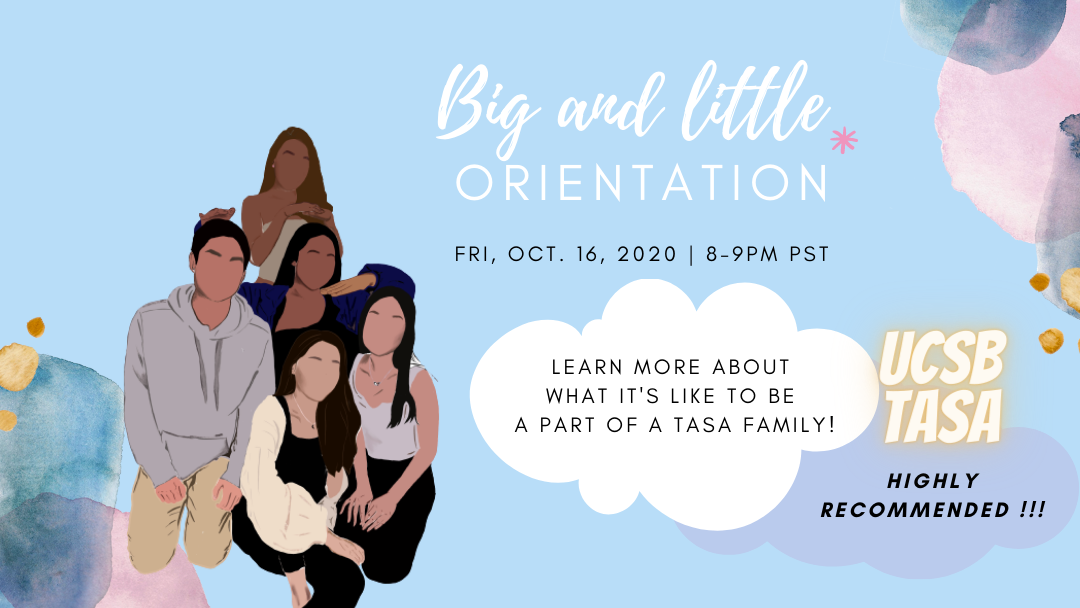 Big and little
ORIENTATION
FRI, OCT. 16, 2020 | 8-9PM PST
LEARN MORE ABOUT
WHAT IT'S LIKE TO BE
A PART OF A TASA FAMILY!
UCSB
TASA
HIGHLY
RECOMMENDED !!!